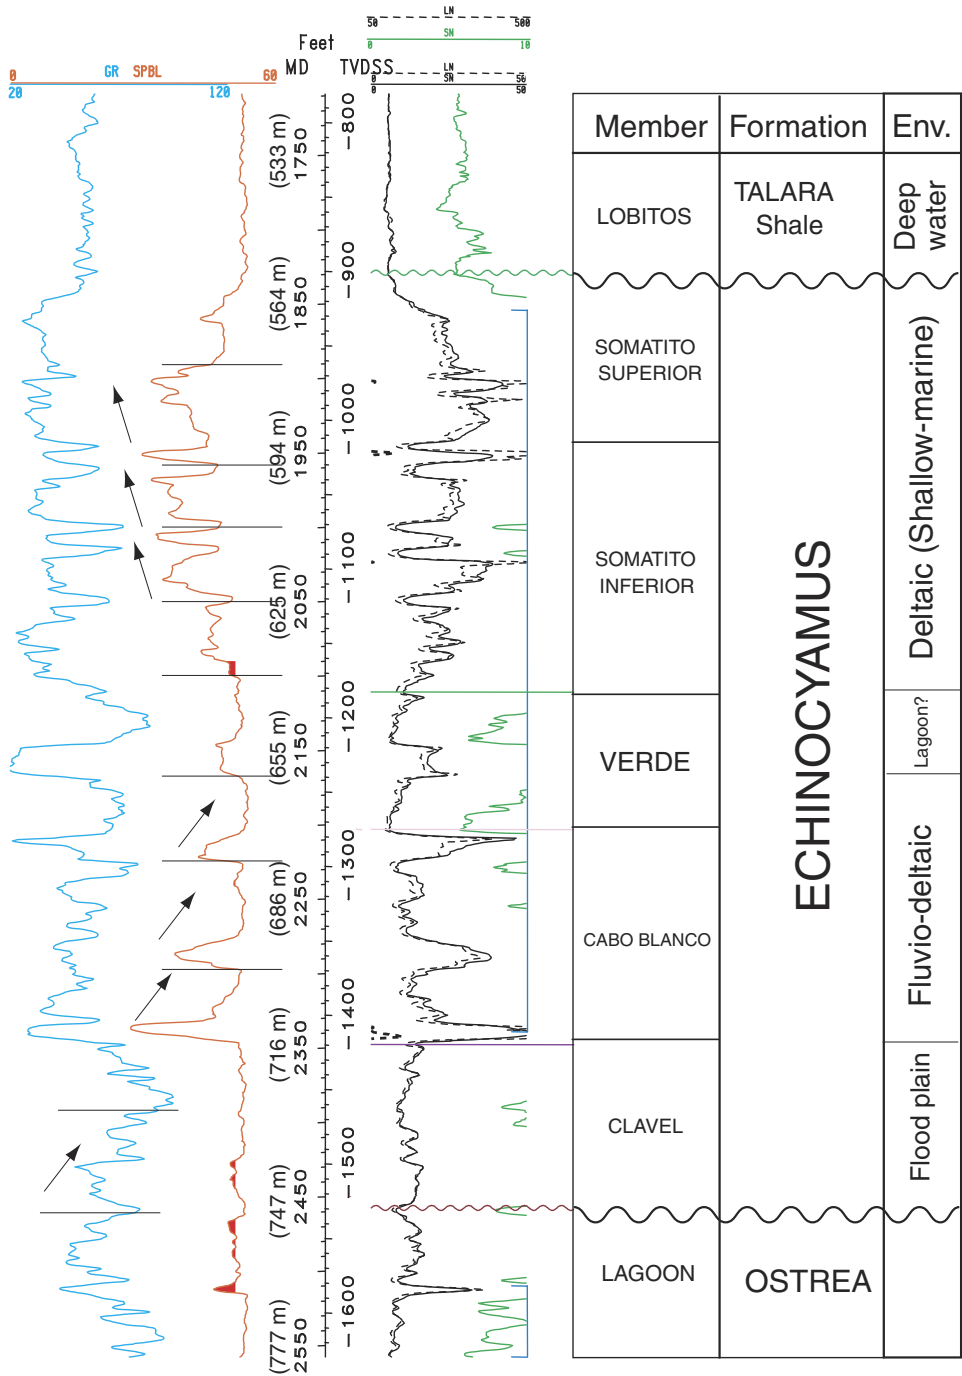 LN
50 500
SN
0 10
Feet
MD TVDSS
LN
0 50
SN
0 50
0 GR SPBL 60
20 120
(533 m) 1750
(564 m) 1850
(594 m) 1950
(625 m) 2050
(655 m) 2150
(686 m) 2250
(716 m) 2350
(747 m) 2450
(777 m) 2550
-800
-900
-1000
-1100
-1200
-1300
-1400
-1500
-1600
Member Formation Env.
LOBITOS
TALARA
Shale
Deep
water
SOMATITO
SUPERIOR
SOMATITO
INFERIOR
VERDE
CABO BLANCO
CLAVEL
LAGOON
ECHINOCYAMUS
OSTREA
Deltaic (Shallow-marine)
Lagoon?
Fluvio-deltaic
Flood plain